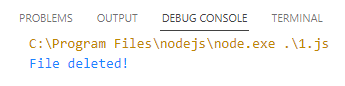 PROBLEMS OUTPUT DEBUG CONSOLE TERMINAL
C:\Program Files\nodejs\node.exe .\1.js
File deleted!